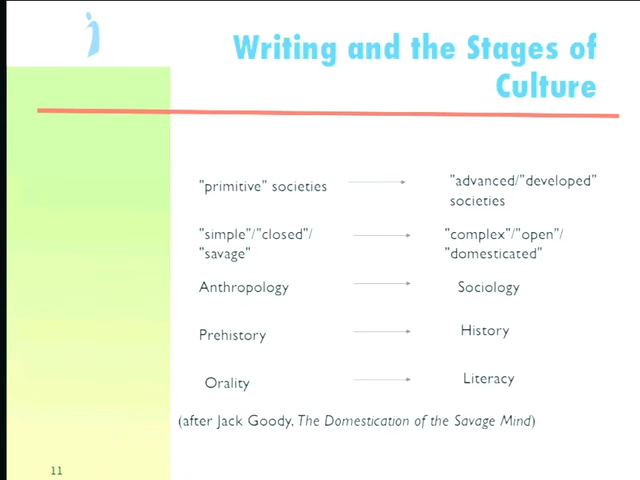 Writing and the Stages of
Culture
"primitive" societies
"advanced/"developed"
societies
"simple"/"closed"/
"savage"
"complex"/"open"/
"domesticated"
Anthropology
Sociology
Prehistory
History
Orality
Literacy
(after Jack Goody, The Domestication of the Savage Mind)
11